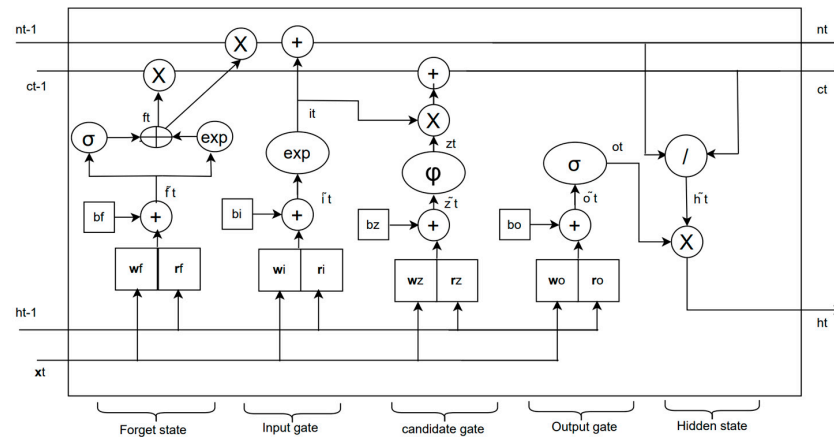 nt-1 nt
X +
ct-1 ct
X +
ft it X
zt ot
σ exp exp φ σ /
f̃t ĩt z̃t õt h̃t
bf + bi + bz + bo + X
wf rf wi ri wz rz wo ro
ht-1 ht
xt
Forget state Input gate candidate gate Output gate Hidden state